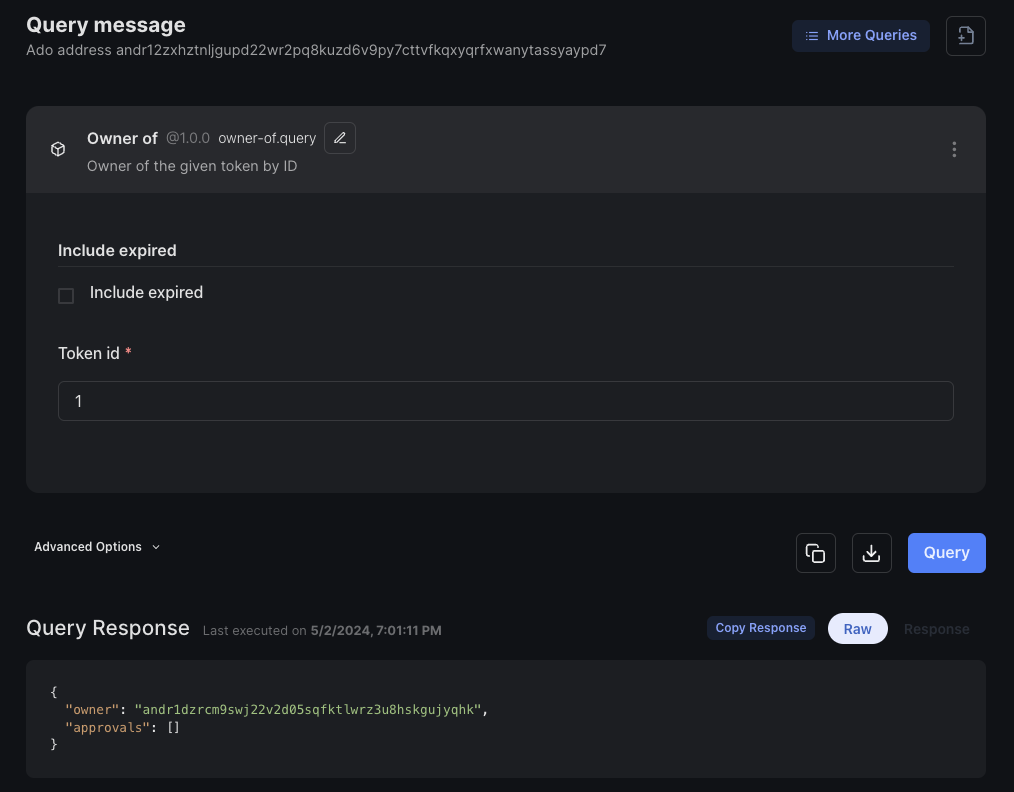 Query message
Ado address andr12zxhztnljgupd22wr2pq8kuzd6v9py7cttvfkqxyqrfxwanytassyaypd7
More Queries
Owner of @1.0.0 owner-of.query
Owner of the given token by ID
Include expired
Include expired
Token id *
1
Advanced Options
Query
Query Response Last executed on 5/2/2024, 7:01:11 PM
Copy Response
Raw
Response
{
"owner": "andr1dzrcm9swj22v2d05sqfktlwrz3u8hskgujyqhk",
"approvals": []
}